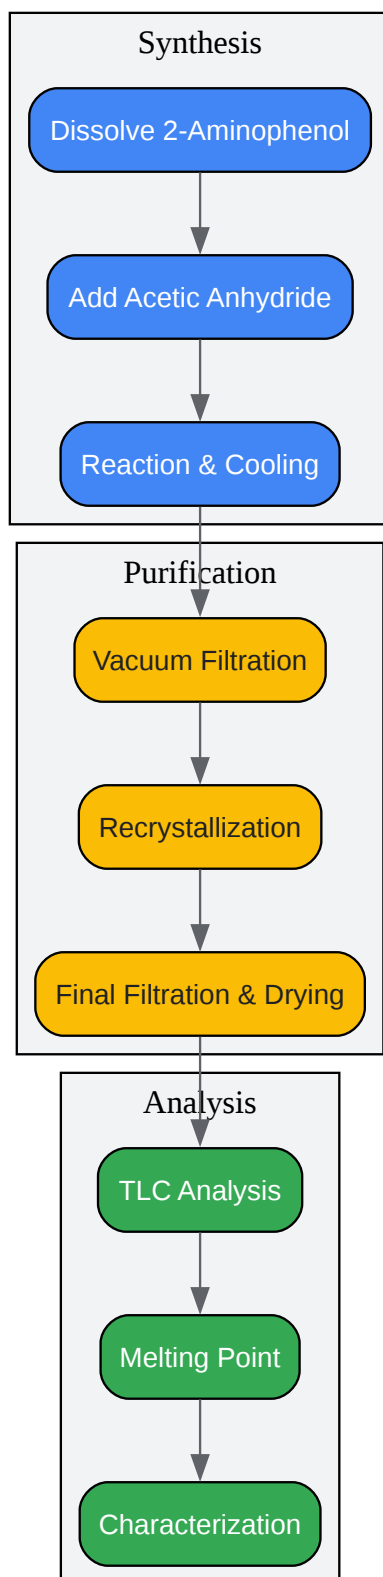 Synthesis
Dissolve 2-Aminophenol
Add Acetic Anhydride
Reaction & Cooling
Purification
Vacuum Filtration
Recrystallization
Final Filtration & Drying
Analysis
TLC Analysis
Melting Point
Characterization